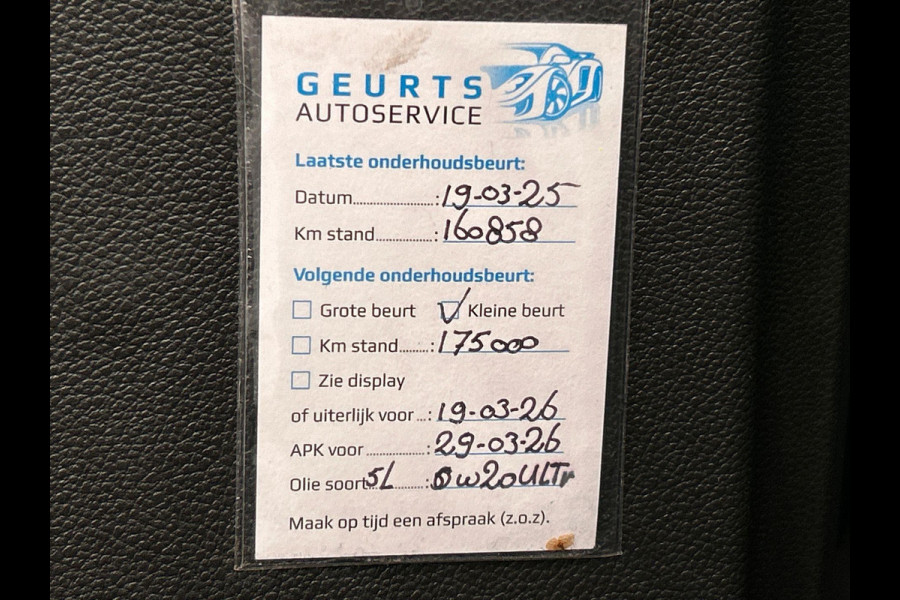 GEURTS
AUTOSERVICE
Laatste onderhoudsbeurt:
Datum......................:19-03-25
Km stand................:160858
Volgende onderhoudsbeurt:
Grote beurt Kleine beurt
Km stand.........:175000
Zie display
of uiterlijk voor ...:19-03-26
APK voor ................:29-03-26
Olie soort 5L ..........:0w20ULTr
Maak op tijd een afspraak (z.o.z).